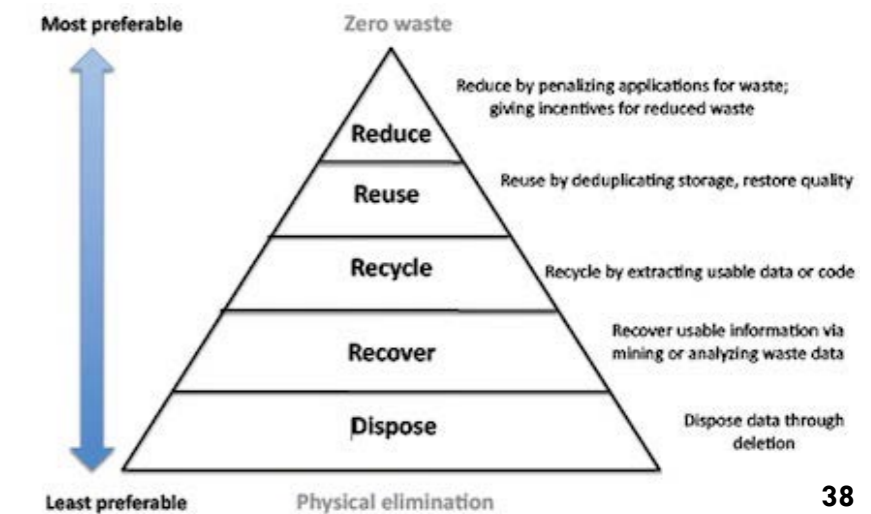 Most preferable
Zero waste
Reduce by penalizing applications for waste;
giving incentives for reduced waste
Reduce
Reuse by deduplicating storage, restore quality
Reuse
Recycle
Recycle by extracting usable data or code
Recover usable information via
mining or analyzing waste data
Recover
Dispose data through
deletion
Dispose
Least preferable
Physical elimination
38